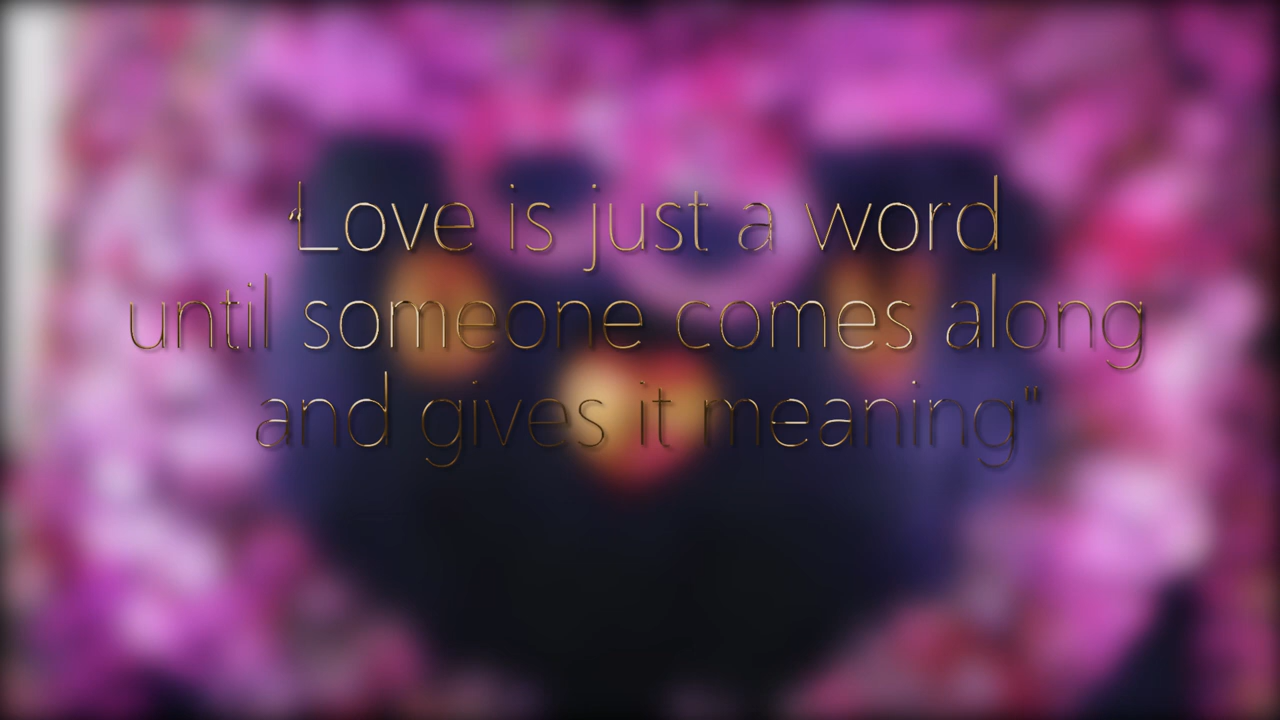 “Love is just a word
until someone comes along
and gives it meaning"